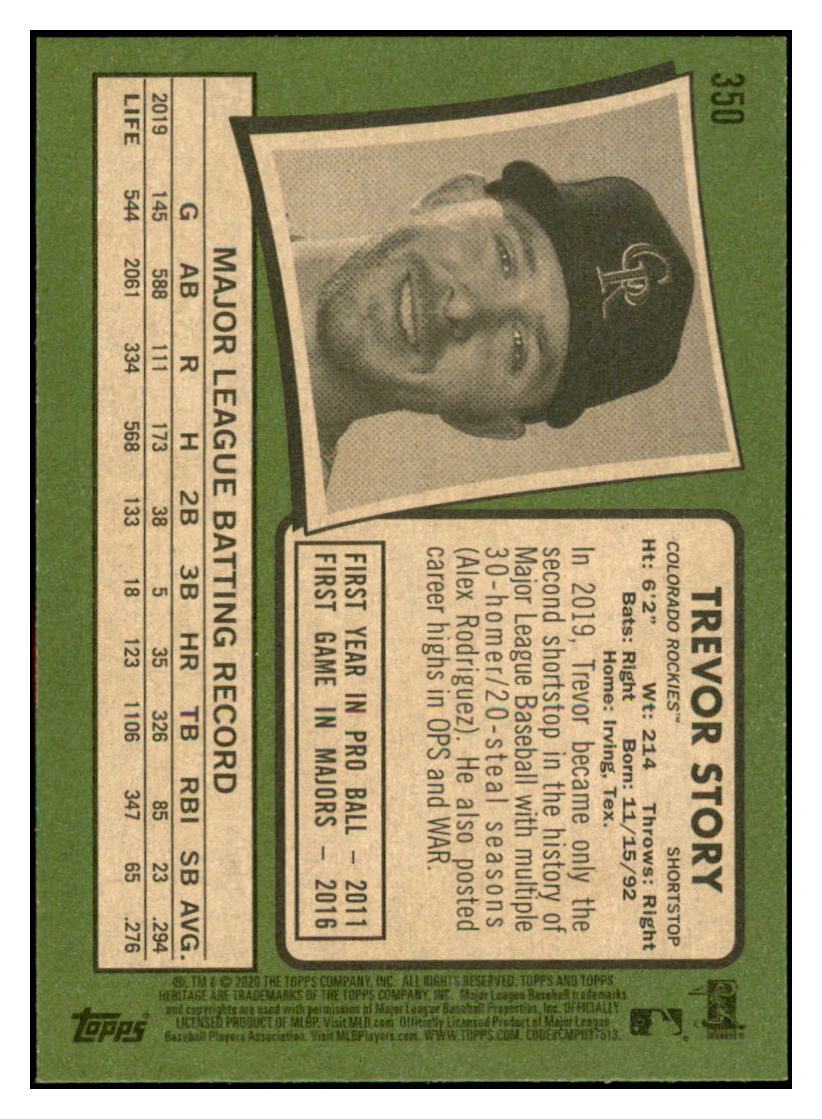 350
CR
TREVOR STORY
COLORADO ROCKIES™ SHORTSTOP
Ht: 6'2" Wt: 214 Throws: Right
Bats: Right Born: 11/15/92
Home: Irving, Tex.
In 2019, Trevor became only the
second shortstop in the history of
Major League Baseball with multiple
30-homer/20-steal seasons
(Alex Rodriguez). He also posted
career highs in OPS and WAR.
FIRST YEAR IN PRO BALL – 2011
FIRST GAME IN MAJORS – 2016
MAJOR LEAGUE BATTING RECORD
G AB R H 2B 3B HR TB RBI SB AVG.
2019 145 588 111 173 38 5 35 326 85 23 .294
LIFE 544 2061 334 568 133 18 123 1106 347 65 .276
®, TM & © 2020 THE TOPPS COMPANY, INC. ALL RIGHTS RESERVED. TOPPS AND TOPPS
HERITAGE ARE TRADEMARKS OF THE TOPPS COMPANY, INC. Major League Baseball trademarks
and copyrights are used with permission of Major League Baseball Properties, Inc. OFFICIALLY
LICENSED PRODUCT OF MLBP. Visit MLB.com Officially Licensed Product of Major League
Baseball Players Association. Visit MLBPlayers.com. WWW.TOPPS.COM. CODE#CMP037513.
topps